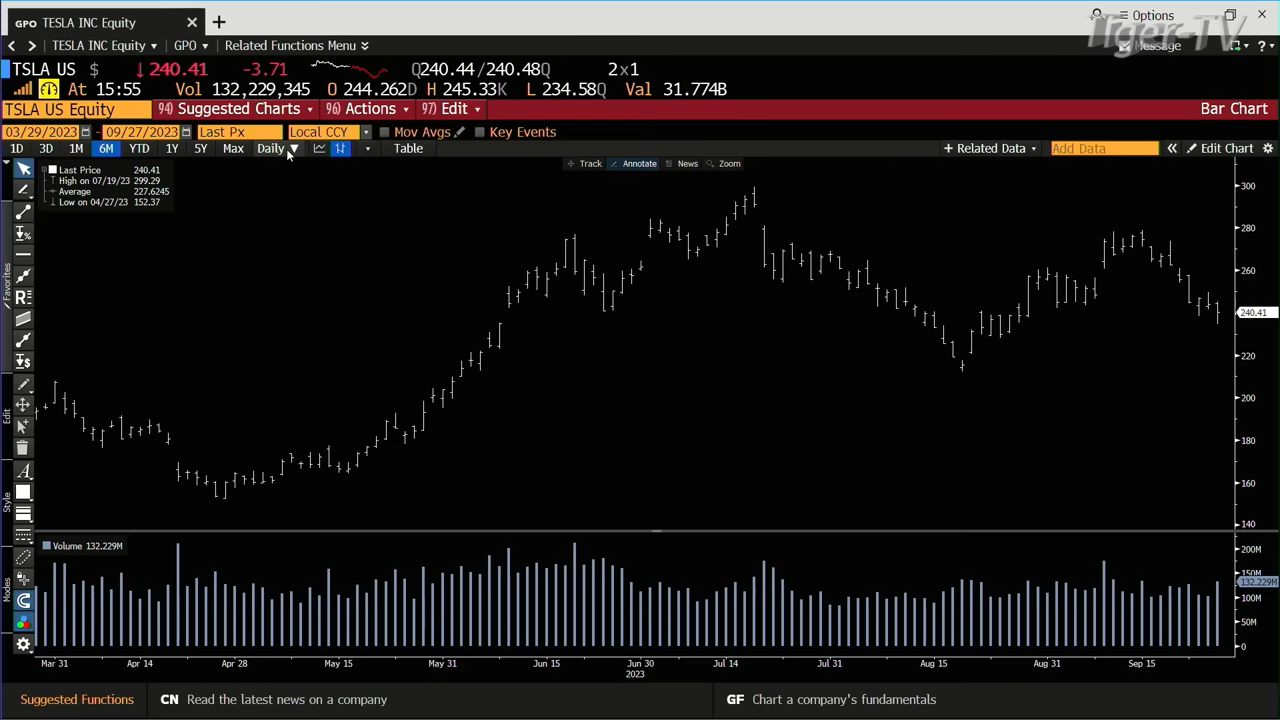 GPO TESLA INC Equity × +
Options
Tiger-TV
< > TESLA INC Equity GPO Related Functions Menu Message ?
TSLA US $ ↓ 240.41 -3.71 Q240.44/240.48Q 2x1
At 15:55 Vol 132,229,345 O 244.262D H 245.33K L 234.58Q Val 31.774B
TSLA US Equity 94) Suggested Charts 96) Actions 97) Edit Bar Chart
03/29/2023 - 09/27/2023 Last Px Local CCY Mov Avgs Key Events
1D 3D 1M 6M YTD 1Y 5Y Max Daily Table + Related Data Add Data « Edit Chart
Track Annotate News Zoom
Last Price 240.41
High on 07/19/23 299.29
Average 227.6245
Low on 04/27/23 152.37
300
280
260
240.41
220
200
180
160
140
Favorites
Edit
Style
Modes
Volume 132.229M
200M
150M
132.229M
100M
50M
0
Mar 31 Apr 14 Apr 28 May 15 May 31 Jun 15 Jun 30 Jul 14 Jul 31 Aug 15 Aug 31 Sep 15
2023
Suggested Functions CN Read the latest news on a company GF Chart a company's fundamentals